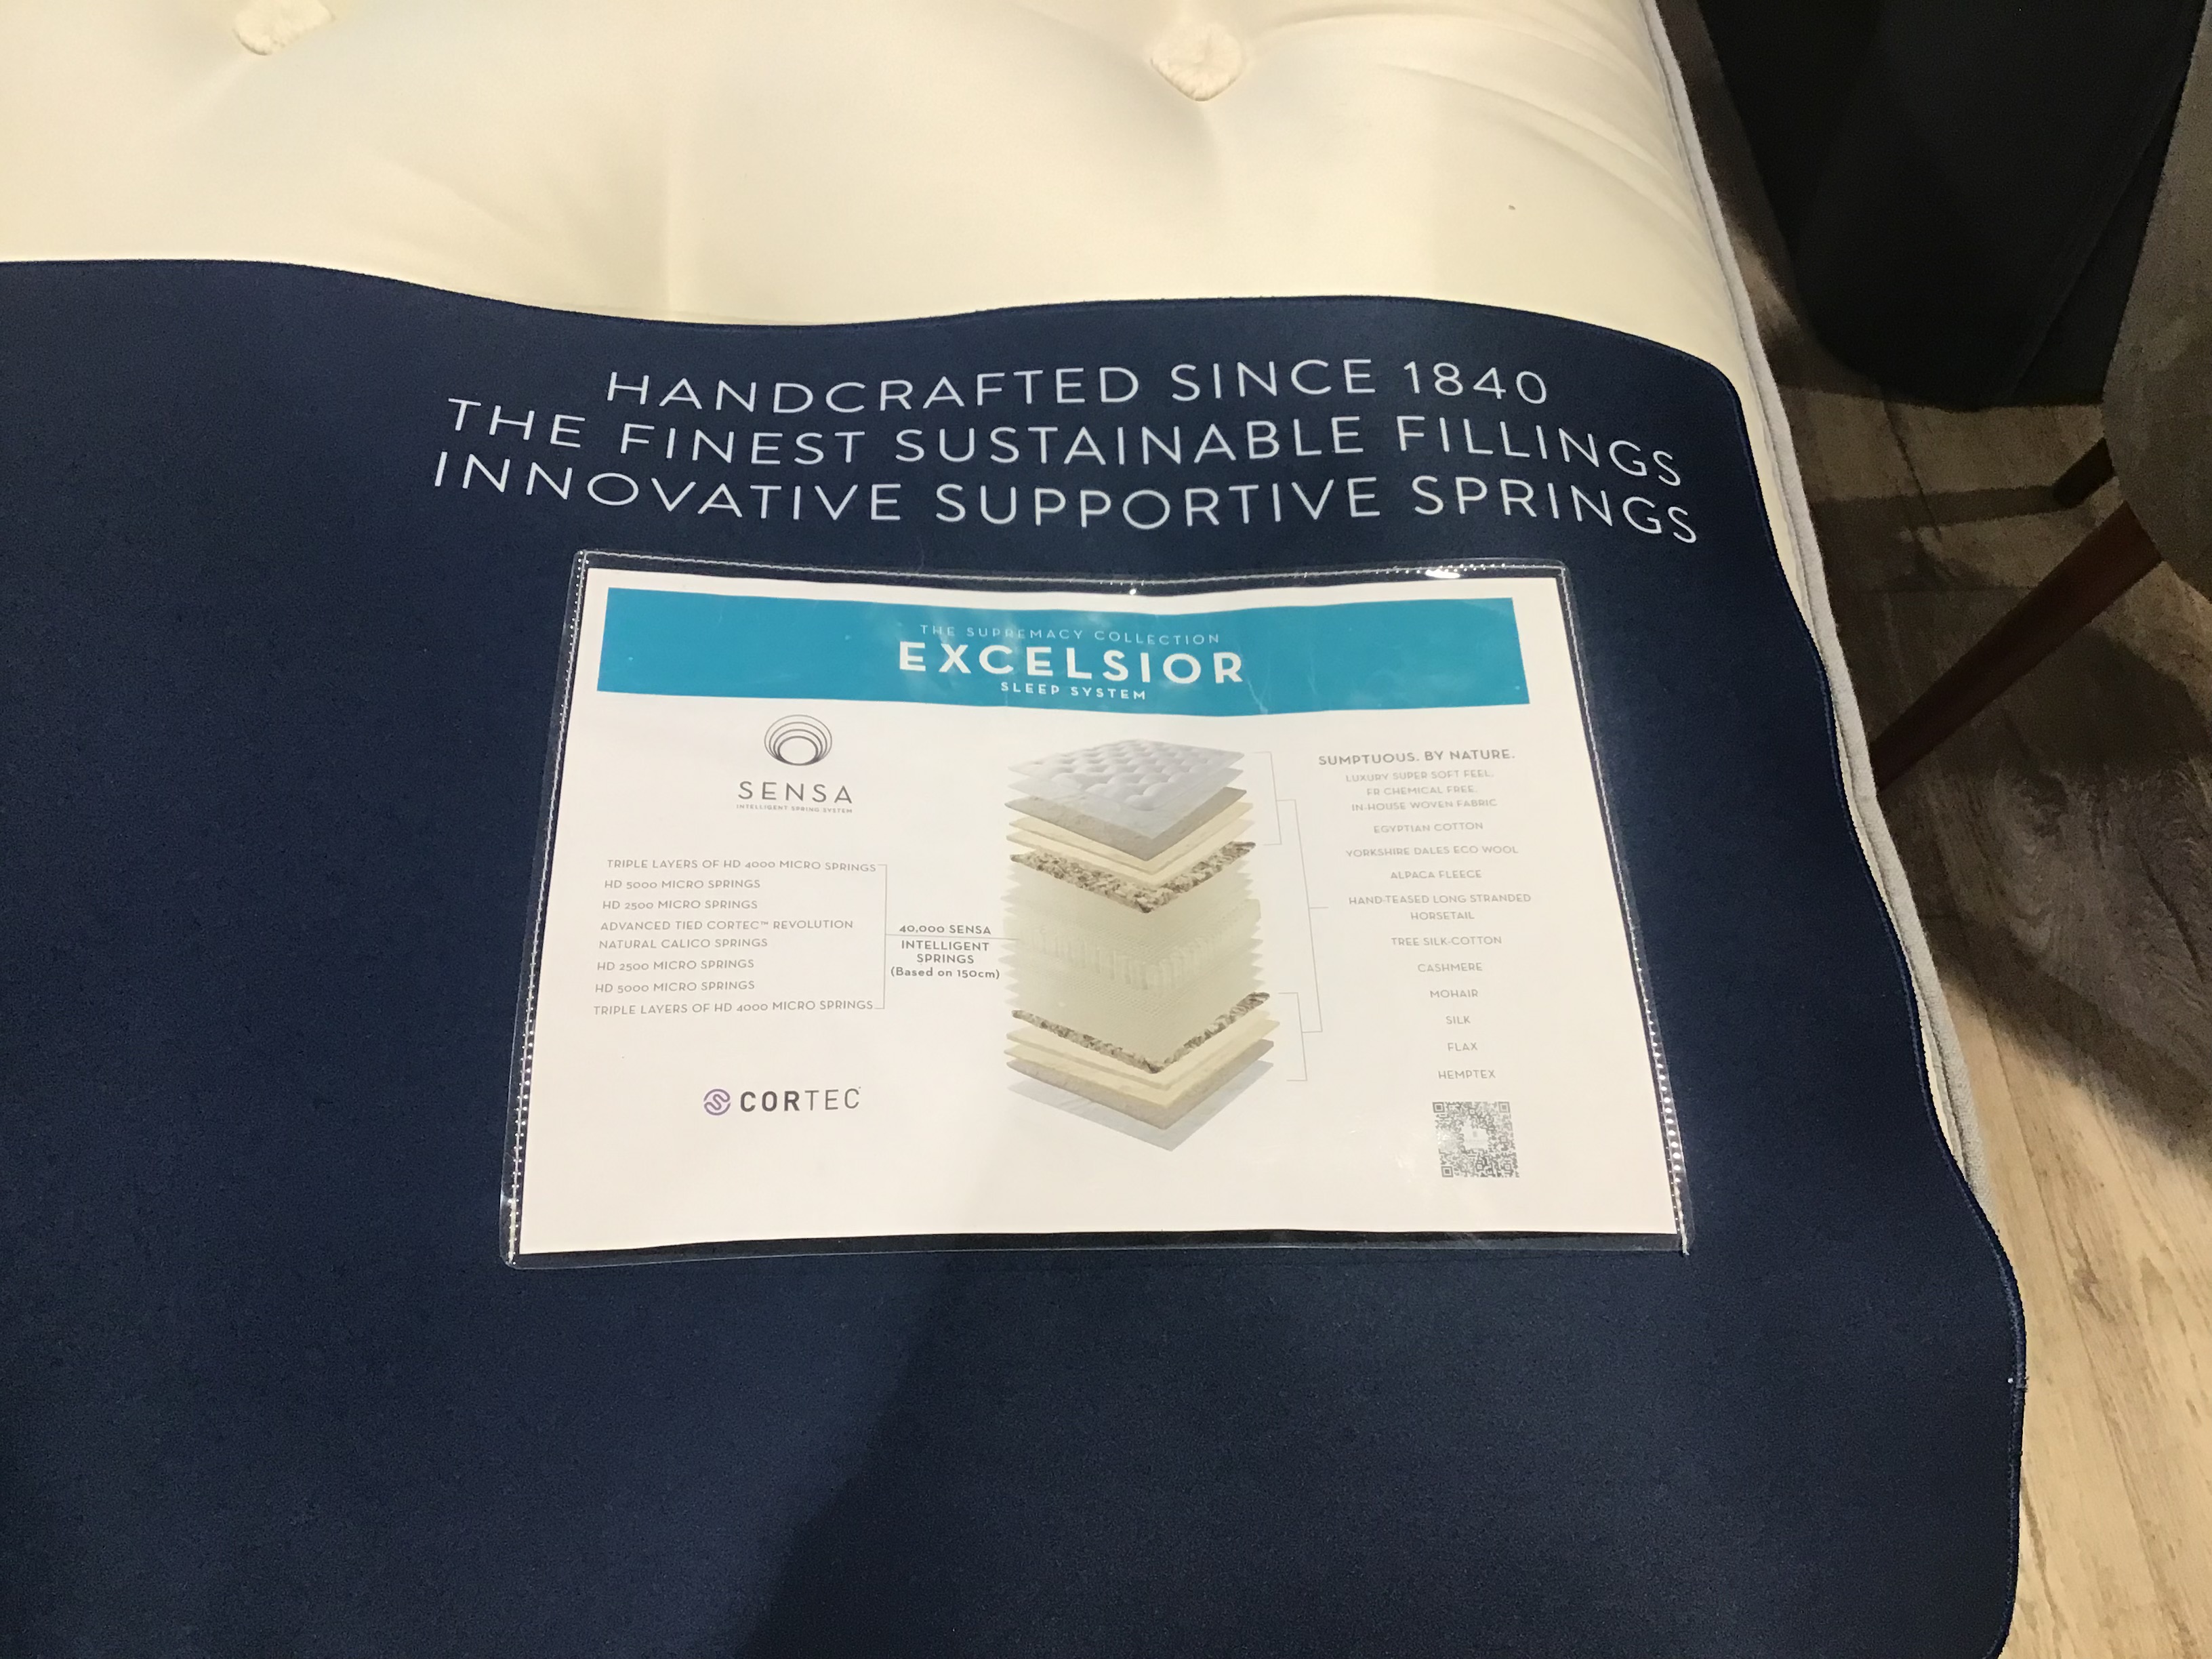 HANDCRAFTED SINCE 1840
THE FINEST SUSTAINABLE FILLINGS
INNOVATIVE SUPPORTIVE SPRINGS
THE SUPREMACY COLLECTION
EXCELSIOR
SLEEP SYSTEM
SENSA
INTELLIGENT SPRING SYSTEM
TRIPLE LAYERS OF HD 4000 MICRO SPRINGS
HD 5000 MICRO SPRINGS
HD 2500 MICRO SPRINGS
ADVANCED TIED CORTEC™ REVOLUTION
NATURAL CALICO SPRINGS
HD 2500 MICRO SPRINGS
HD 5000 MICRO SPRINGS
TRIPLE LAYERS OF HD 4000 MICRO SPRINGS
40,000 SENSA
INTELLIGENT
SPRINGS
(Based on 150cm)
CORTEC
SUMPTUOUS. BY NATURE.
LUXURY SUPER SOFT FEEL,
FR CHEMICAL FREE,
IN-HOUSE WOVEN FABRIC
EGYPTIAN COTTON
YORKSHIRE DALES ECO WOOL
ALPACA FLEECE
HAND-TEASED LONG STRANDED
HORSETAIL
TREE SILK-COTTON
CASHMERE
MOHAIR
SILK
FLAX
HEMPTEX